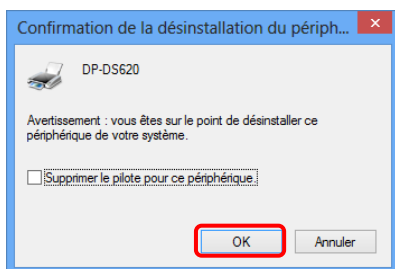 Confirmation de la désinstallation du périph...
DP-DS620
Avertissement : vous êtes sur le point de désinstaller ce
périphérique de votre système.
Supprimer le pilote pour ce périphérique.
OK
Annuler